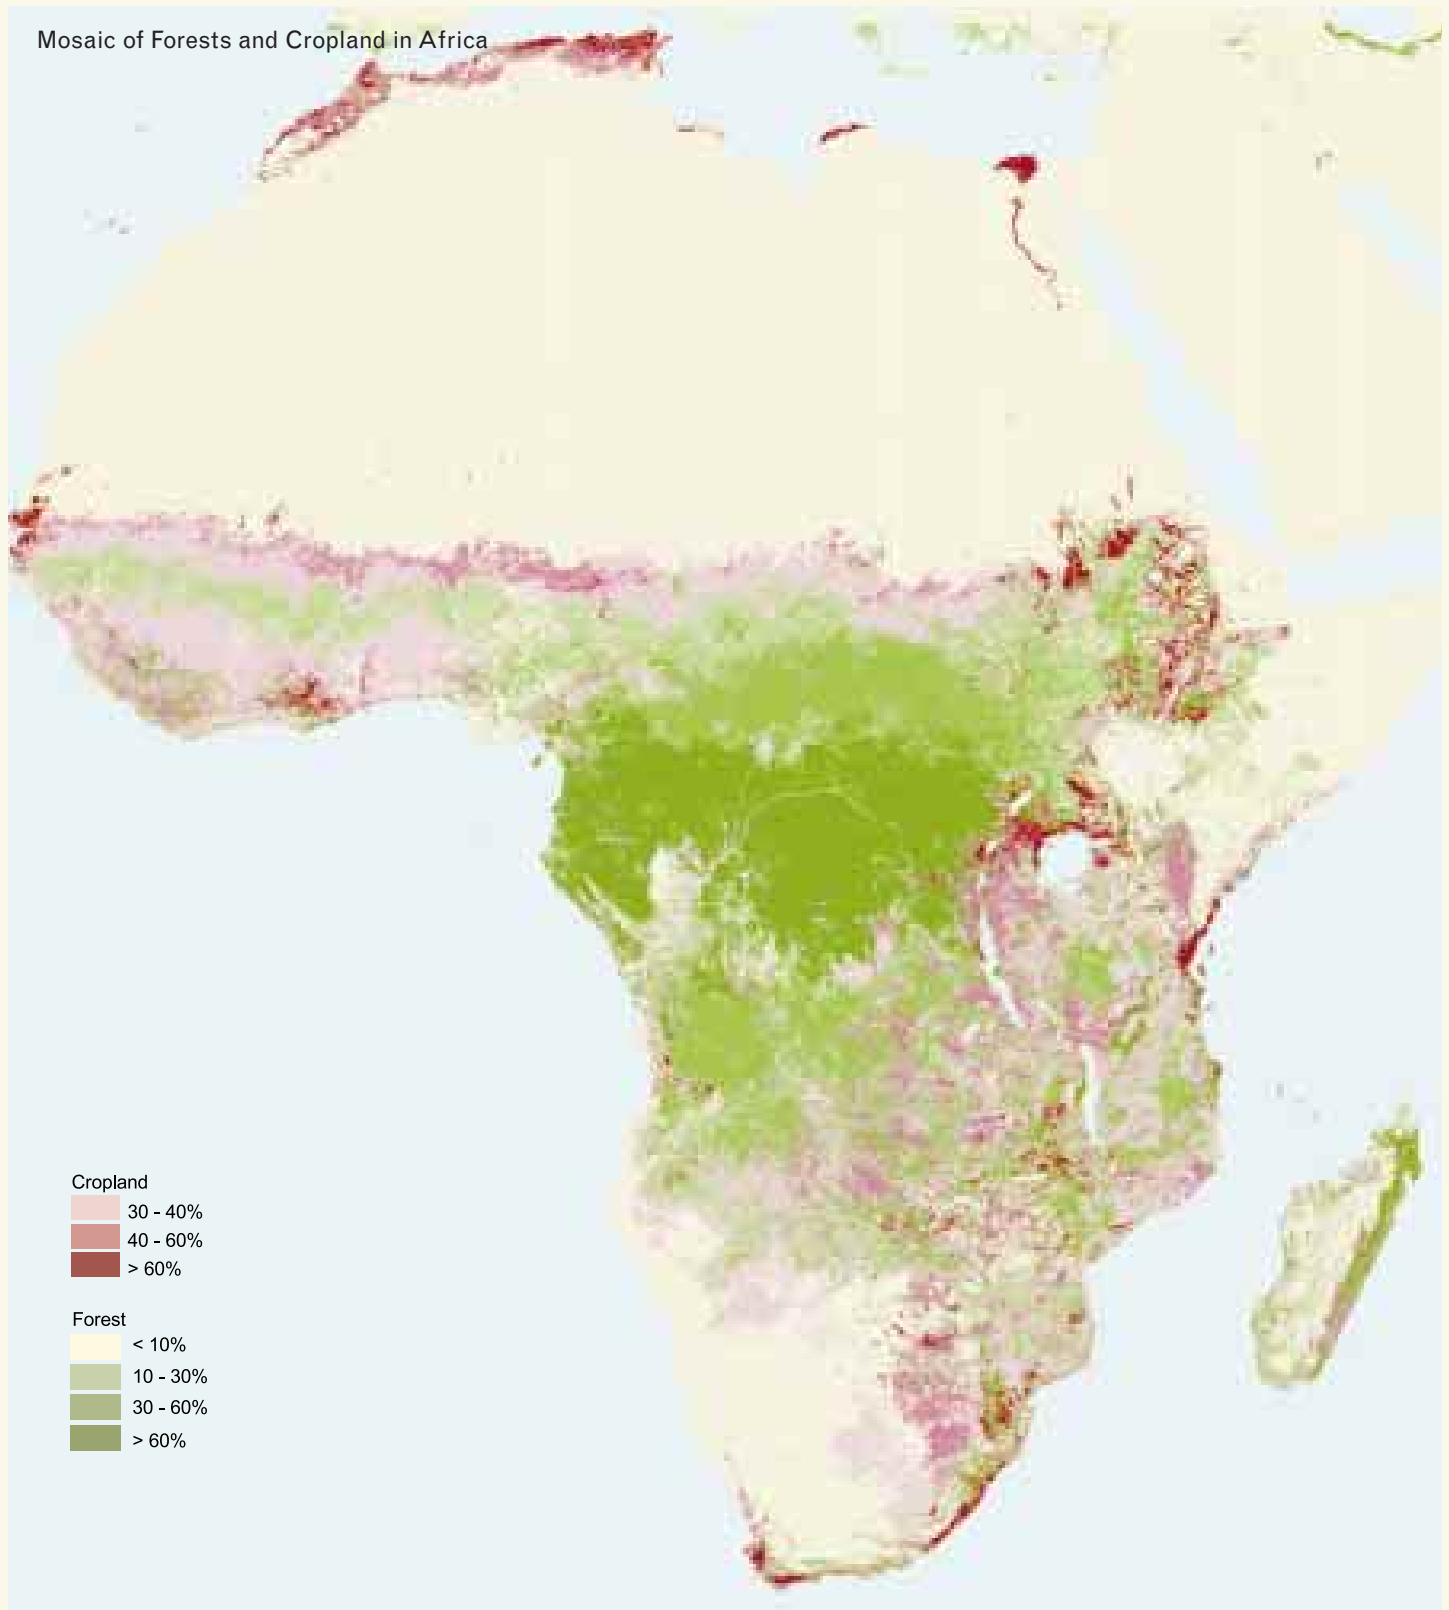 Mosaic of Forests and Cropland in Africa
Cropland
30 - 40%
40 - 60%
> 60%
Forest
< 10%
10 - 30%
30 - 60%
> 60%